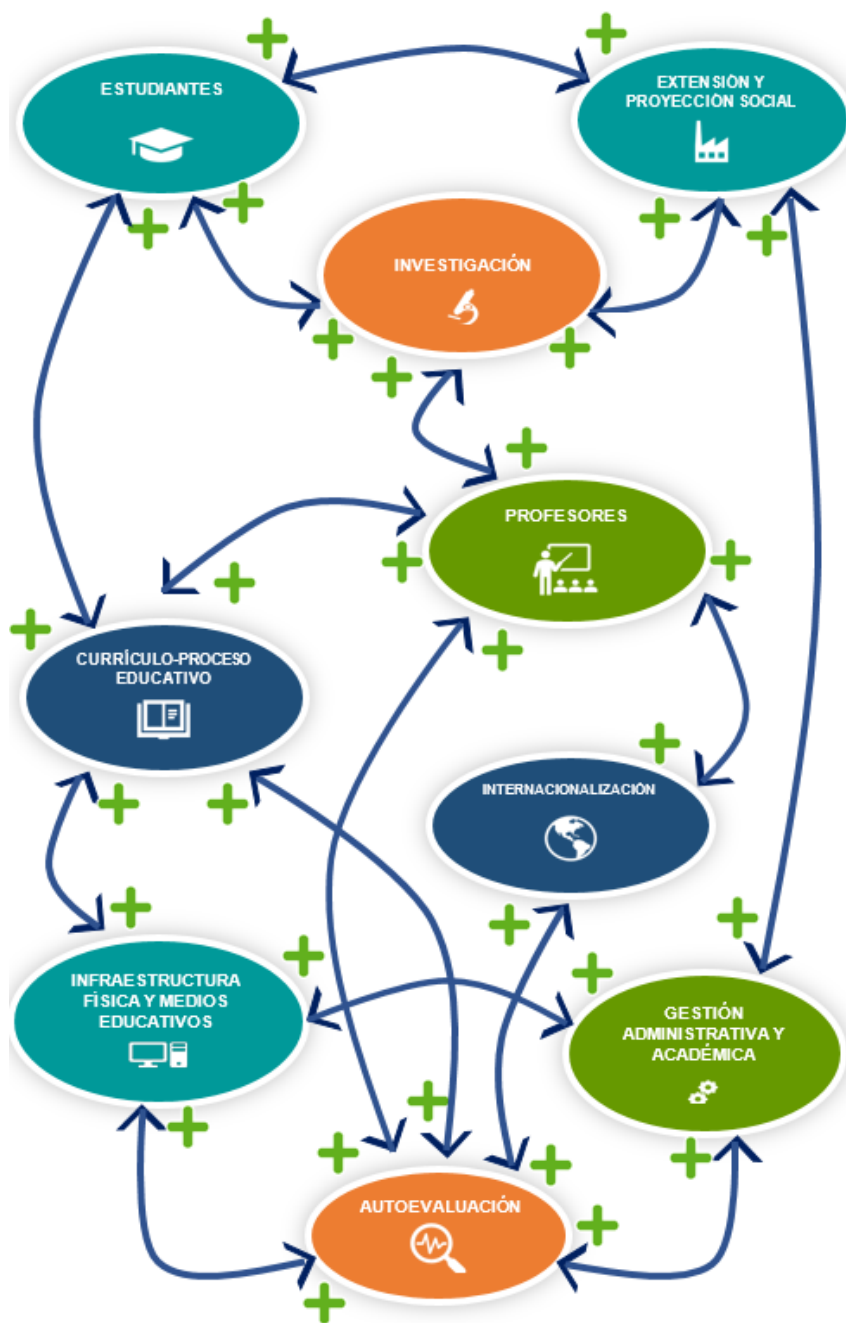 ESTUDIANTES
EXTENSIÓN Y
PROYECCIÓN SOCIAL
INVESTIGACIÓN
PROFESORES
CURRÍCULO-PROCESO
EDUCATIVO
INTERNACIONALIZACIÓN
INFRAESTRUCTURA
FÍSICA Y MEDIOS
EDUCATIVOS
GESTIÓN
ADMINISTRATIVA Y
ACADÉMICA
AUTOEVALUACIÓN